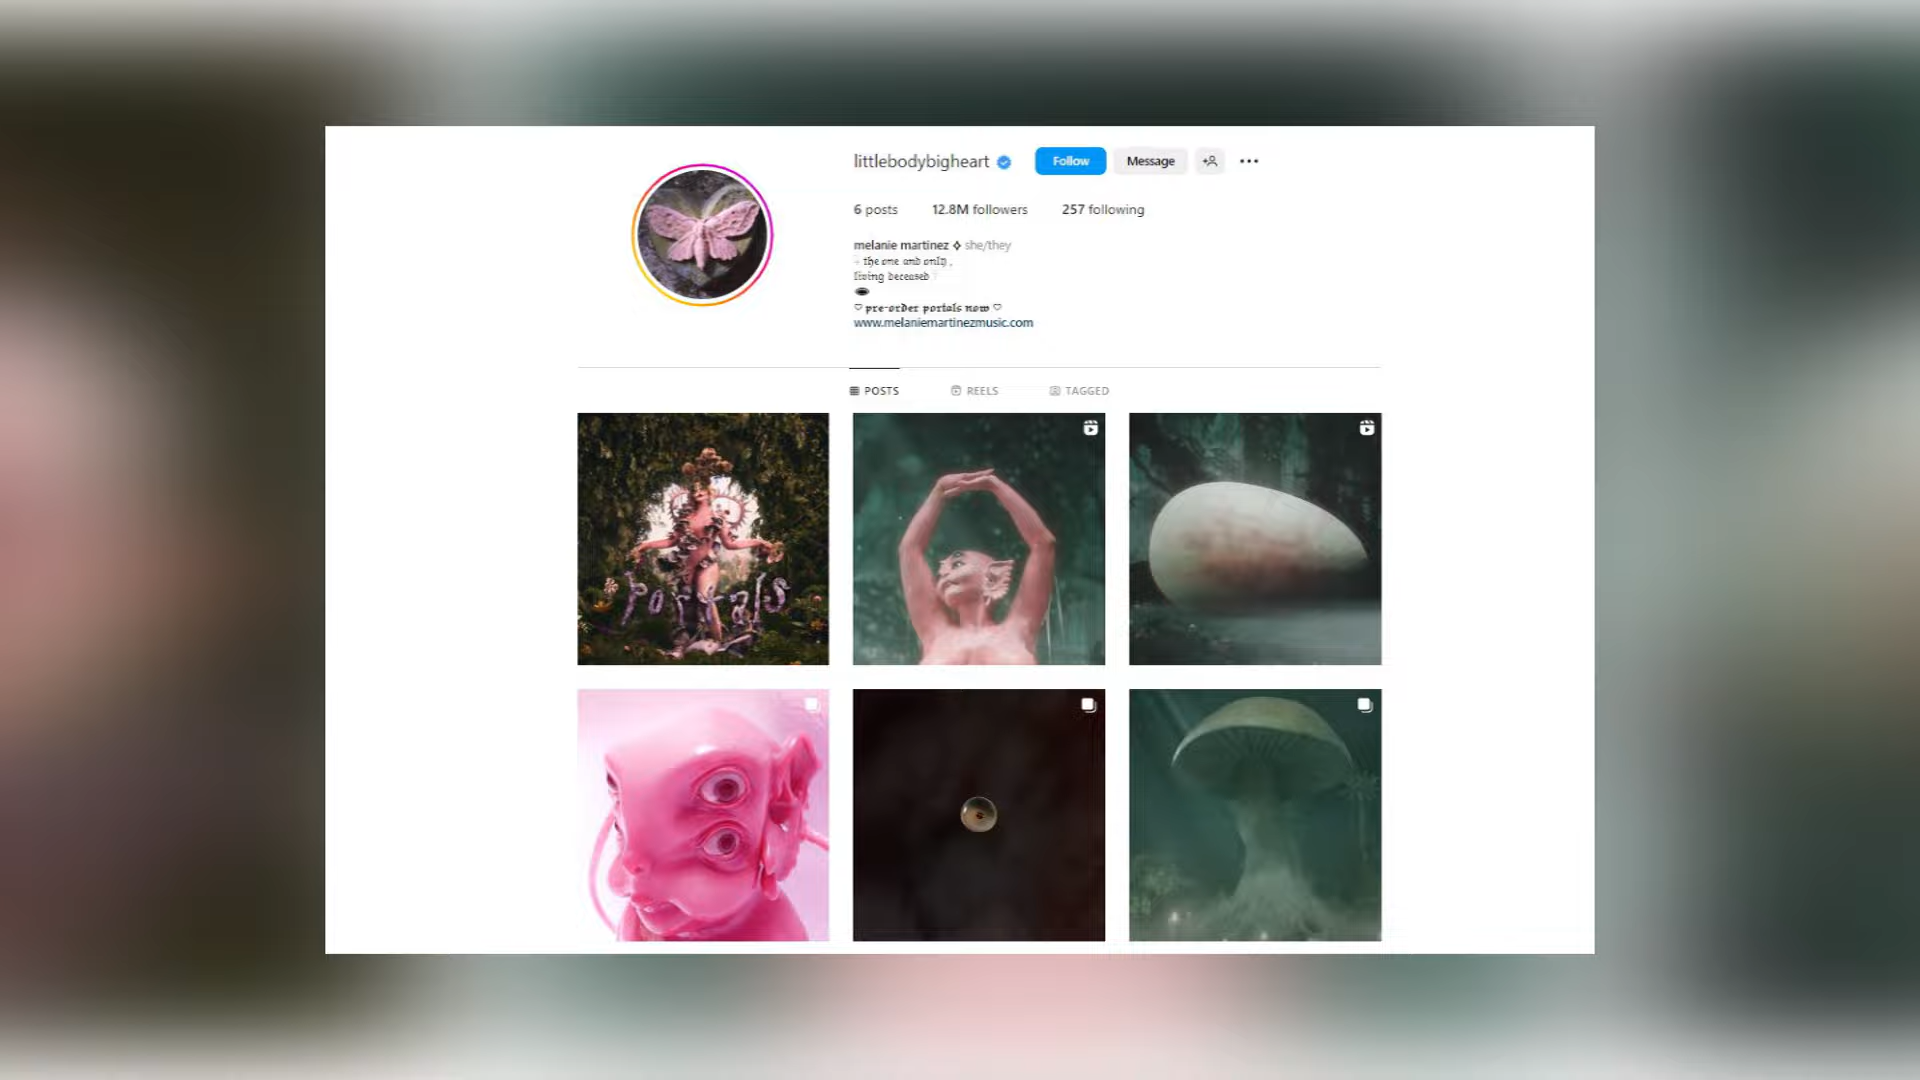 littlebodybigheart
Follow
Message
6 posts
12.8M followers
257 following
melanie martinez ✧ she/they
the one and only
living deceased
♡ pre-order portals now ♡
www.melaniemartinezmusic.com
POSTS
REELS
TAGGED
portals